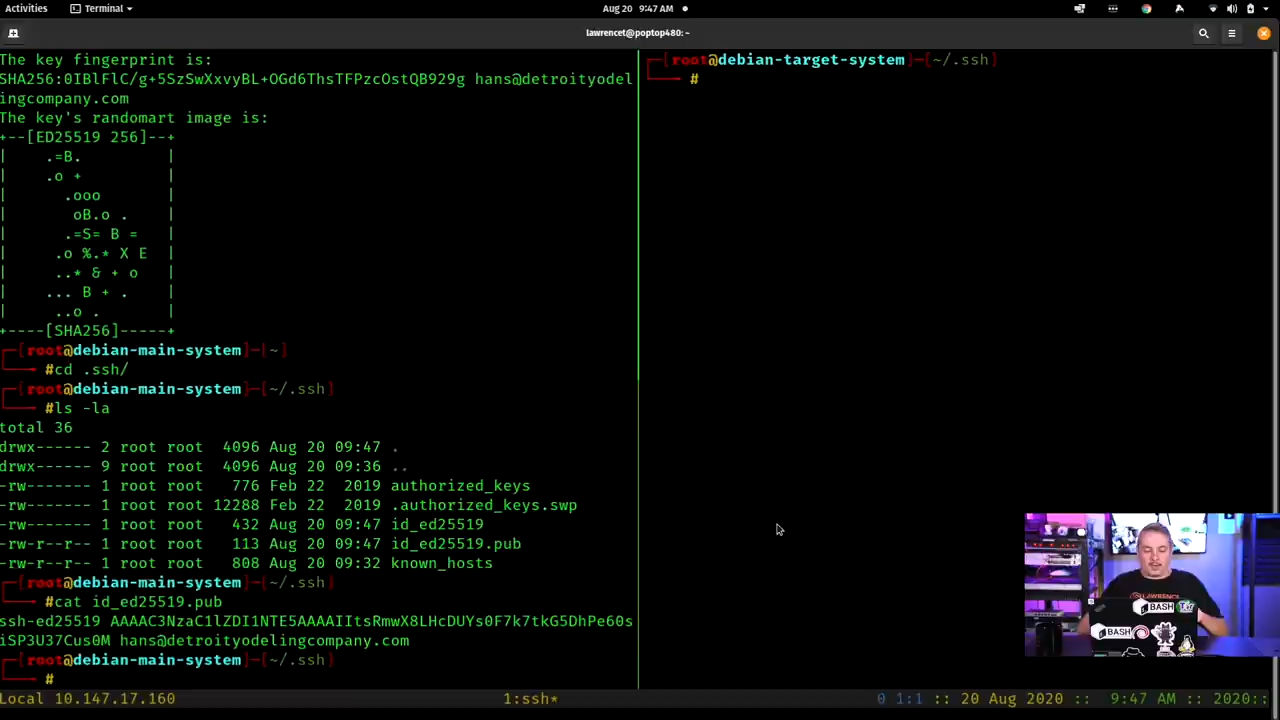 Activities
Terminal
Aug 20 9:47 AM
lawrencet@poptop480: ~
The key fingerprint is:
SHA256:0IBlFlC/g+5SzSwXxvyBL+OGd6ThsTFPzcOstQB929g hans@detroityodel
ingcompany.com
The key's randomart image is:
+--[ED25519 256]--+
|    .=B.         |
|    .o +         |
|      .ooo       |
|       oB.o .    |
|      .=S= B =   |
|     .o %.* X E  |
|     ..* & + o   |
|    ... B + .    |
|     ..o .       |
+----[SHA256]-----+
[root@debian-main-system]-[~]
#cd .ssh/
[root@debian-main-system]-[~/.ssh]
#ls -la
total 36
drwx------ 2 root root  4096 Aug 20 09:47 .
drwx------ 9 root root  4096 Aug 20 09:36 ..
-rw------- 1 root root   776 Feb 22  2019 authorized_keys
-rw------- 1 root root 12288 Feb 22  2019 .authorized_keys.swp
-rw------- 1 root root   432 Aug 20 09:47 id_ed25519
-rw-r--r-- 1 root root   113 Aug 20 09:47 id_ed25519.pub
-rw-r--r-- 1 root root   808 Aug 20 09:32 known_hosts
[root@debian-main-system]-[~/.ssh]
#cat id_ed25519.pub
ssh-ed25519 AAAAC3NzaC1lZDI1NTE5AAAAIItsRmwX8LHcDUYs0F7k7tkG5DhPe60s
iSP3U37Cus0M hans@detroityodelingcompany.com
[root@debian-main-system]-[~/.ssh]
#
[root@debian-target-system]-[~/.ssh]
#
BASH
BASH
Local 10.147.17.160
1:ssh*
0 1:1 :: 20 Aug 2020 :: 9:47 AM :: 2020::